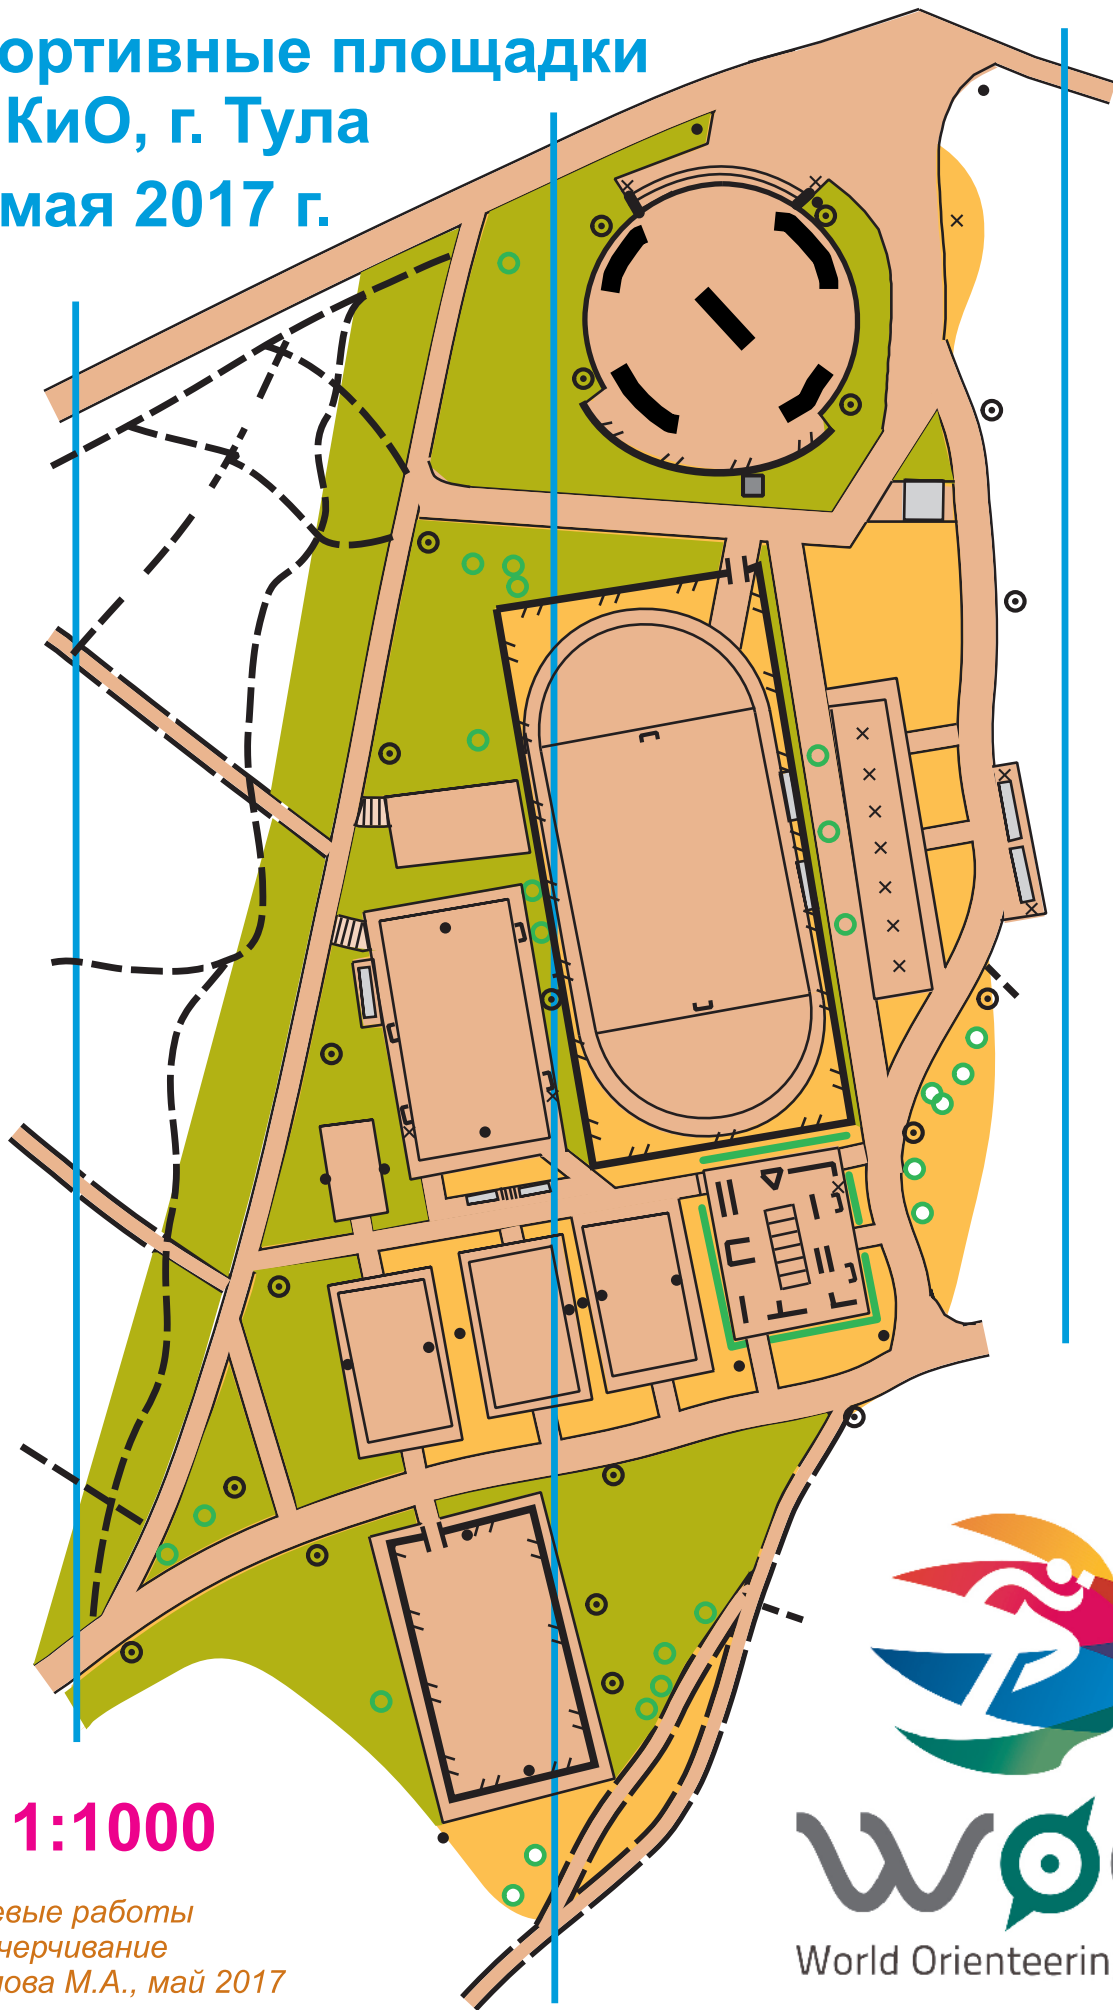 ортивные площадки
КиО, г. Тула
мая 2017 г.
1:1000
евые работы
черчивание
нова М.А., май 2017
World Orienteerin